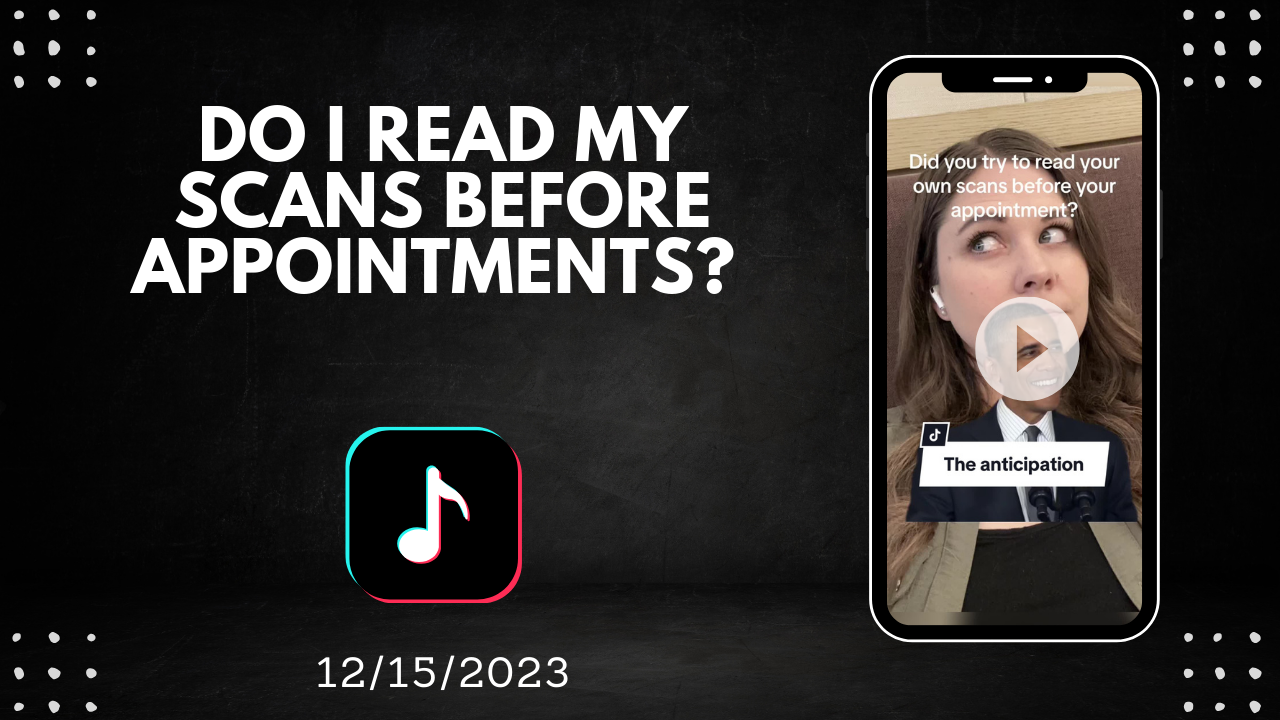 DO I READ MY
SCANS BEFORE
APPOINTMENTS?
12/15/2023
Did you try to read your
own scans before your
appointment?
The anticipation